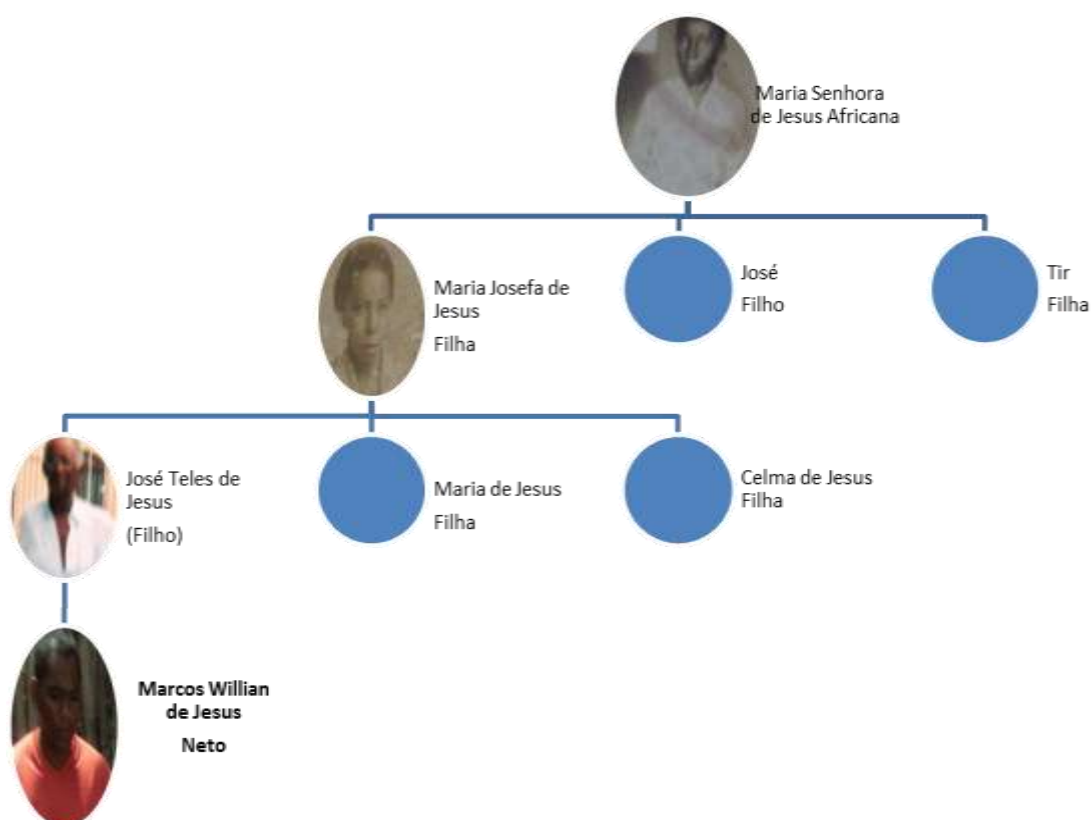 Maria Senhora
de Jesus Africana
Maria Josefa de
Jesus
Filha
José
Filho
Tir
Filha
José Teles de
Jesus
(Filho)
Maria de Jesus
Filha
Celma de Jesus
Filha
Marcos Willian
de Jesus
Neto